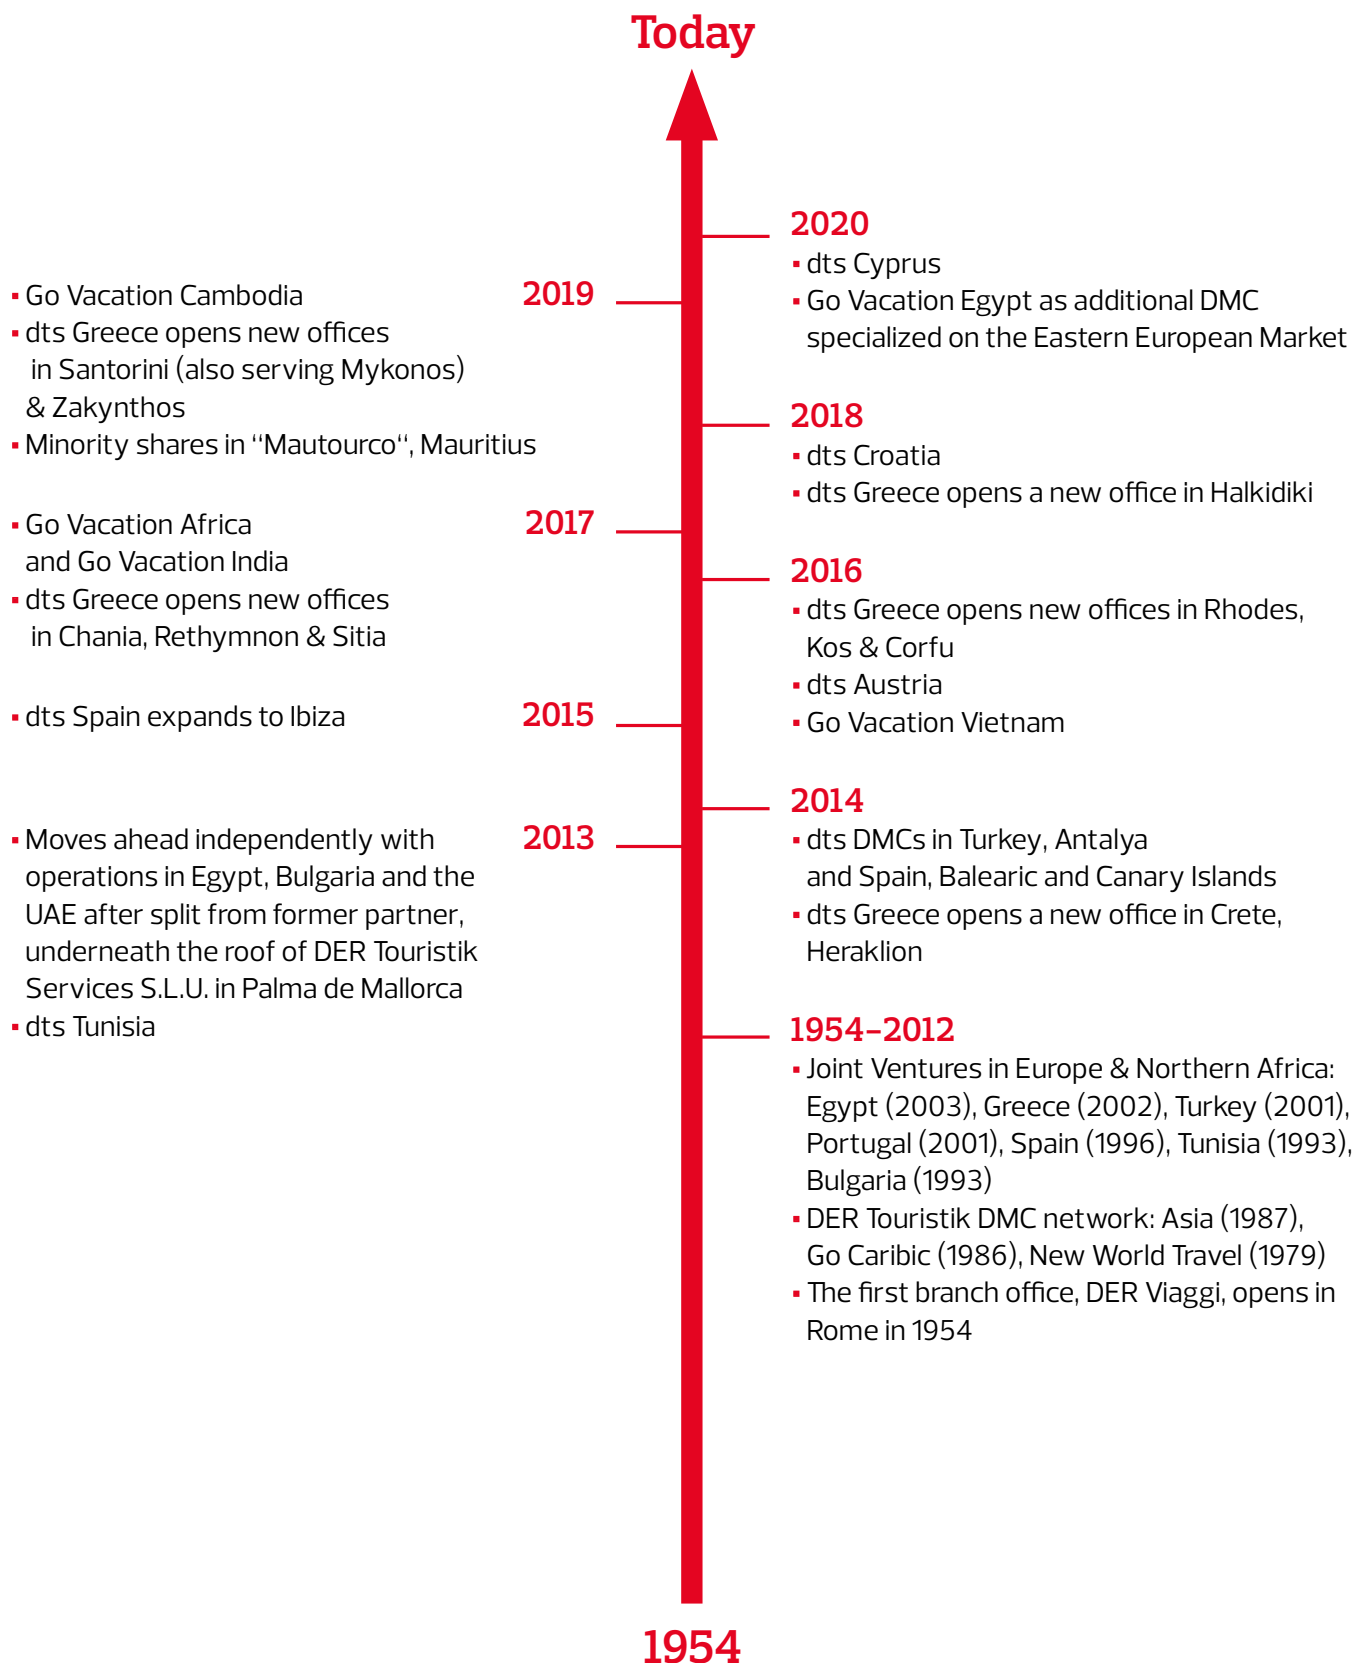 Today
2020
▪ dts Cyprus
▪ Go Vacation Egypt as additional DMC
specialized on the Eastern European Market
2019
▪ Go Vacation Cambodia
▪ dts Greece opens new offices
in Santorini (also serving Mykonos)
& Zakynthos
▪ Minority shares in “Mautourco“, Mauritius
2018
▪ dts Croatia
▪ dts Greece opens a new office in Halkidiki
2017
▪ Go Vacation Africa
and Go Vacation India
▪ dts Greece opens new offices
in Chania, Rethymnon & Sitia
2016
▪ dts Greece opens new offices in Rhodes,
Kos & Corfu
▪ dts Austria
▪ Go Vacation Vietnam
2015
▪ dts Spain expands to Ibiza
2014
▪ dts DMCs in Turkey, Antalya
and Spain, Balearic and Canary Islands
▪ dts Greece opens a new office in Crete,
Heraklion
2013
▪ Moves ahead independently with
operations in Egypt, Bulgaria and the
UAE after split from former partner,
underneath the roof of DER Touristik
Services S.L.U. in Palma de Mallorca
▪ dts Tunisia
1954–2012
▪ Joint Ventures in Europe & Northern Africa:
Egypt (2003), Greece (2002), Turkey (2001),
Portugal (2001), Spain (1996), Tunisia (1993),
Bulgaria (1993)
▪ DER Touristik DMC network: Asia (1987),
Go Caribic (1986), New World Travel (1979)
▪ The first branch office, DER Viaggi, opens in
Rome in 1954
1954